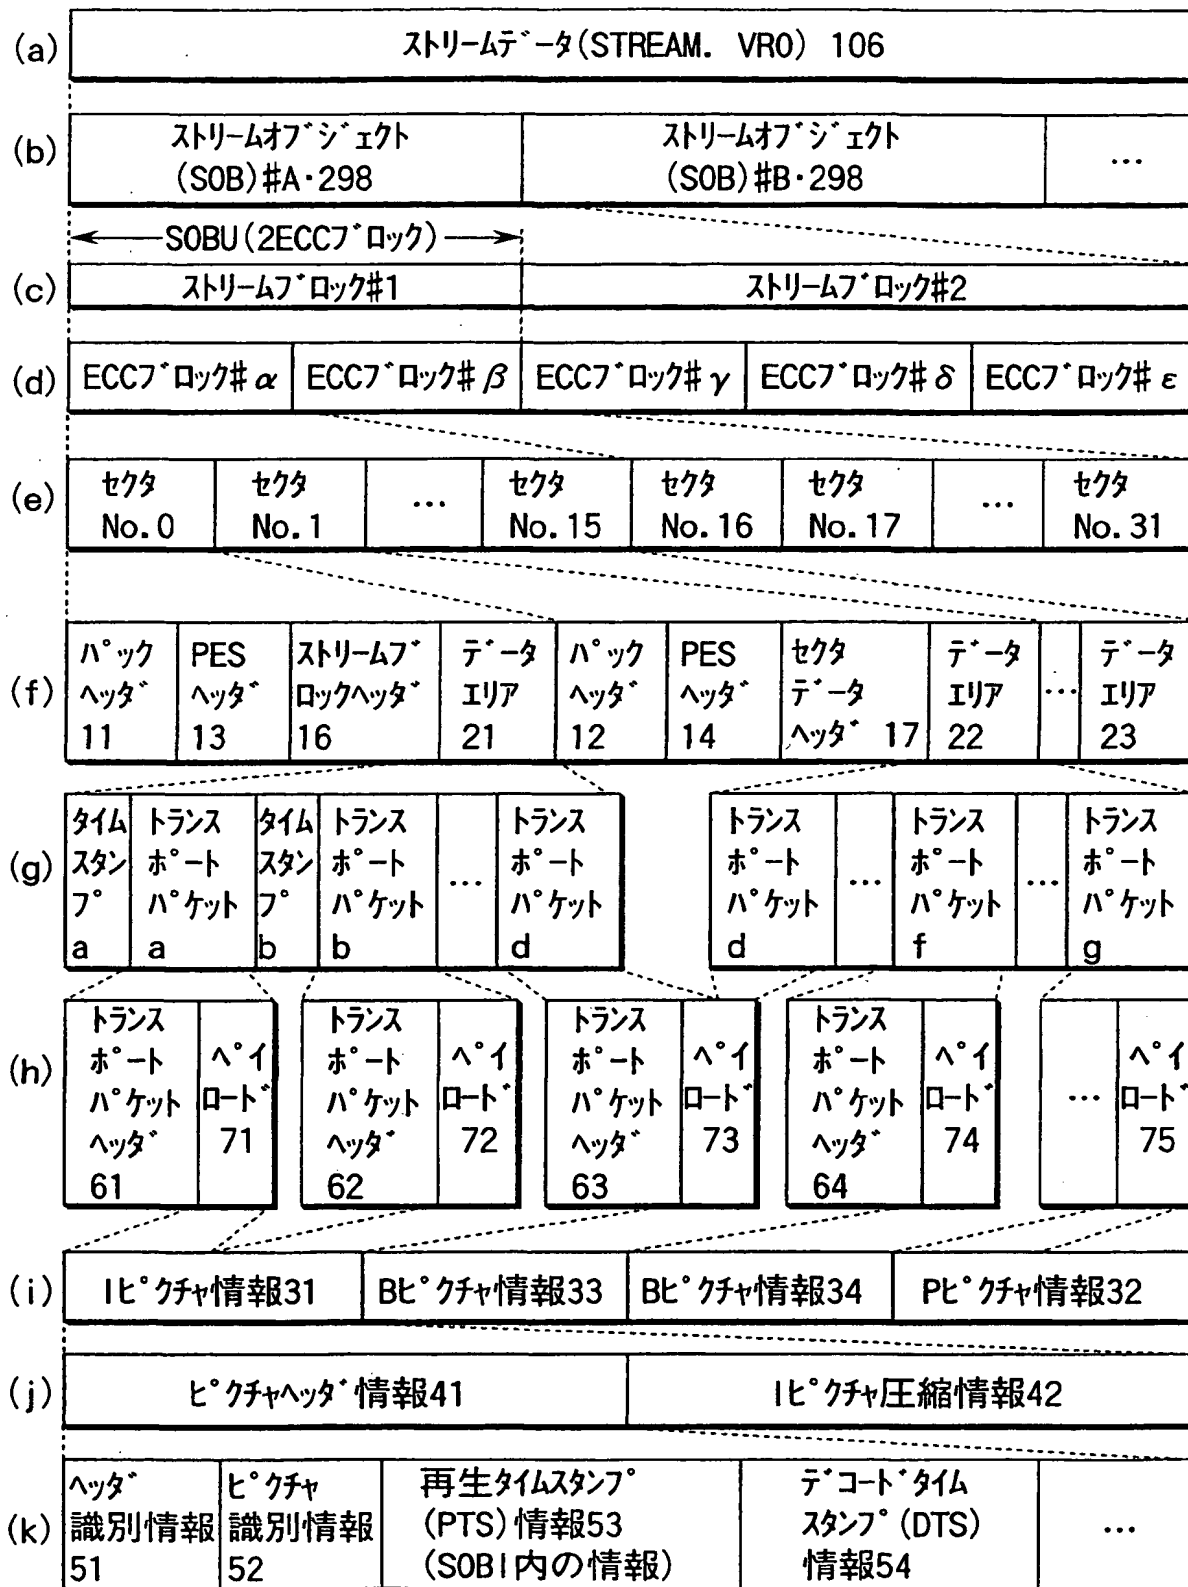 (a) ストリームデータ(STREAM. VRO) 106
(b) ストリームオブジェクト
(SOB)#A·298
ストリームオブジェクト
(SOB)#B·298
...
SOBU(2ECCブロック)
(c) ストリームブロック#1
ストリームブロック#2
(d) ECCブロック#α
ECCブロック#β
ECCブロック#γ
ECCブロック#δ
ECCブロック#ε
(e) セクタ
No.0
セクタ
No.1
...
セクタ
No.15
セクタ
No.16
セクタ
No.17
...
セクタ
No.31
(f) パック
ヘッダ
11
PES
ヘッダ
13
ストリームブ
ロックヘッダ
16
データ
エリア
21
パック
ヘッダ
12
PES
ヘッダ
14
セクタ
データ
ヘッダ 17
データ
エリア
22
...
データ
エリア
23
(g) タイム
スタン
プ
a
トランス
ポート
パケット
a
タイム
スタン
プ
b
トランス
ポート
パケット
b
...
トランス
ポート
パケット
d
トランス
ポート
パケット
d
...
トランス
ポート
パケット
f
...
トランス
ポート
パケット
g
(h) トランス
ポート
パケット
ヘッダ
61
ペイ
ロード
71
トランス
ポート
パケット
ヘッダ
62
ペイ
ロード
72
トランス
ポート
パケット
ヘッダ
63
ペイ
ロード
73
トランス
ポート
パケット
ヘッダ
64
ペイ
ロード
74
...
ペイ
ロード
75
(i) Iピクチャ情報31
Bピクチャ情報33
Bピクチャ情報34
Pピクチャ情報32
(j) ピクチャヘッダ情報41
Iピクチャ圧縮情報42
(k) ヘッダ
識別情報
51
ピクチャ
識別情報
52
再生タイムスタンプ
(PTS)情報53
(SOBI内の情報)
デコードタイム
スタンプ(DTS)
情報54
...